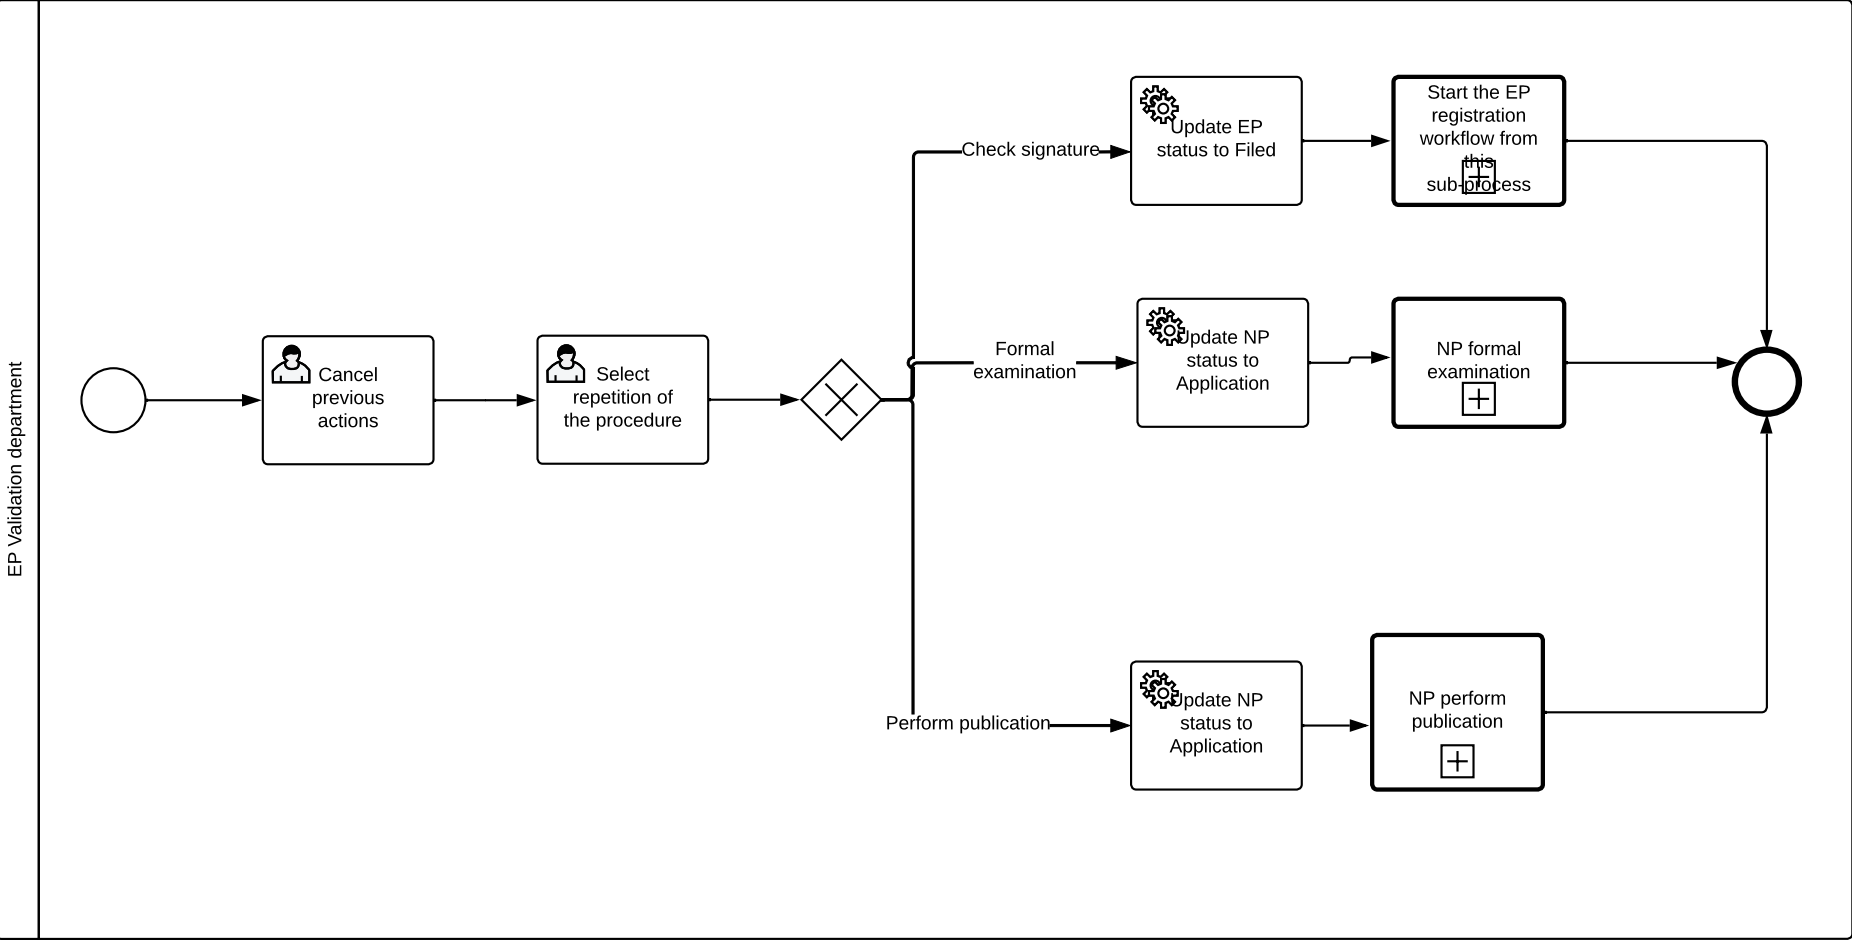 EP Validation department
Cancel
previous
actions
Select
repetition of
the procedure
Check signature
Formal
examination
Perform publication
Update EP
status to Filed
Start the EP
registration
workflow from
this
sub-process
Update NP
status to
Application
NP formal
examination
Update NP
status to
Application
NP perform
publication